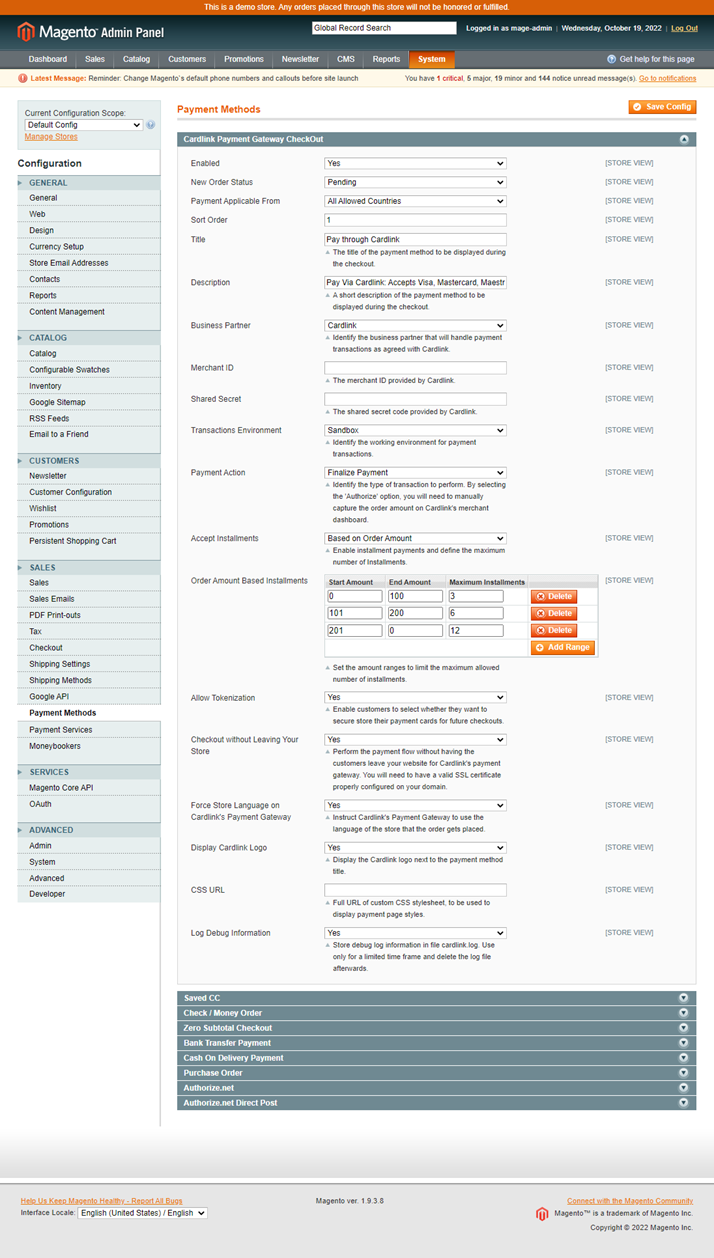 This is a demo store. Any orders placed through this store will not be honored or fulfilled.
Magento Admin Panel
Global Record Search
Logged in as mage-admin | Wednesday, October 19, 2022 | Log Out
Dashboard Sales Catalog Customers Promotions Newsletter CMS Reports System
Get help for this page
Latest Message: Reminder: Change Magento's default phone numbers and callouts before site launch
You have 1 critical, 5 major, 19 minor and 144 notice unread message(s). Go to notifications
Current Configuration Scope:
Default Config
Manage Stores
Configuration
GENERAL
General
Web
Design
Currency Setup
Store Email Addresses
Contacts
Reports
Content Management
CATALOG
Catalog
Configurable Swatches
Inventory
Google Sitemap
RSS Feeds
Email to a Friend
CUSTOMERS
Newsletter
Customer Configuration
Wishlist
Promotions
Persistent Shopping Cart
SALES
Sales
Sales Emails
PDF Print-outs
Tax
Checkout
Shipping Settings
Shipping Methods
Google API
Payment Methods
Payment Services
Moneybookers
SERVICES
Magento Core API
OAuth
ADVANCED
Admin
System
Advanced
Developer
Payment Methods
Save Config
Cardlink Payment Gateway CheckOut
Enabled Yes [STORE VIEW]
New Order Status Pending [STORE VIEW]
Payment Applicable From All Allowed Countries [STORE VIEW]
Sort Order 1 [STORE VIEW]
Title Pay through Cardlink [STORE VIEW]
The title of the payment method to be displayed during
the checkout.
Description Pay Via Cardlink: Accepts Visa, Mastercard, Maestr [STORE VIEW]
A short description of the payment method to be
displayed during the checkout.
Business Partner Cardlink [STORE VIEW]
Identify the business partner that will handle payment
transactions as agreed with Cardlink.
Merchant ID [STORE VIEW]
The merchant ID provided by Cardlink.
Shared Secret [STORE VIEW]
The shared secret code provided by Cardlink.
Transactions Environment Sandbox [STORE VIEW]
Identify the working environment for payment
transactions.
Payment Action Finalize Payment [STORE VIEW]
Identify the type of transaction to perform. By selecting
the 'Authorize' option, you will need to manually
capture the order amount on Cardlink's merchant
dashboard.
Accept Installments Based on Order Amount [STORE VIEW]
Enable installment payments and define the maximum
number of Installments.
Order Amount Based Installments [STORE VIEW]
Start Amount End Amount Maximum Installments
0 100 3 Delete
101 200 6 Delete
201 0 12 Delete
Add Range
Set the amount ranges to limit the maximum allowed
number of installments.
Allow Tokenization Yes [STORE VIEW]
Enable customers to select whether they want to
secure store their payment cards for future checkouts.
Checkout without Leaving Your Yes [STORE VIEW]
Store
Perform the payment flow without having the
customers leave your website for Cardlink's payment
gateway. You will need to have a valid SSL certificate
properly configured on your domain.
Force Store Language on Yes [STORE VIEW]
Cardlink's Payment Gateway
Instruct Cardlink's Payment Gateway to use the
language of the store that the order gets placed.
Display Cardlink Logo Yes [STORE VIEW]
Display the Cardlink logo next to the payment method
title.
CSS URL [STORE VIEW]
Full URL of custom CSS stylesheet, to be used to
display payment page styles.
Log Debug Information Yes [STORE VIEW]
Store debug log information in file cardlink.log. Use
only for a limited time frame and delete the log file
afterwards.
Saved CC
Check / Money Order
Zero Subtotal Checkout
Bank Transfer Payment
Cash On Delivery Payment
Purchase Order
Authorize.net
Authorize.net Direct Post
Help Us Keep Magento Healthy - Report All Bugs
Interface Locale: English (United States) / English
Magento ver. 1.9.3.8
Connect with the Magento Community
Magento™ is a trademark of Magento Inc.
Copyright © 2022 Magento Inc.